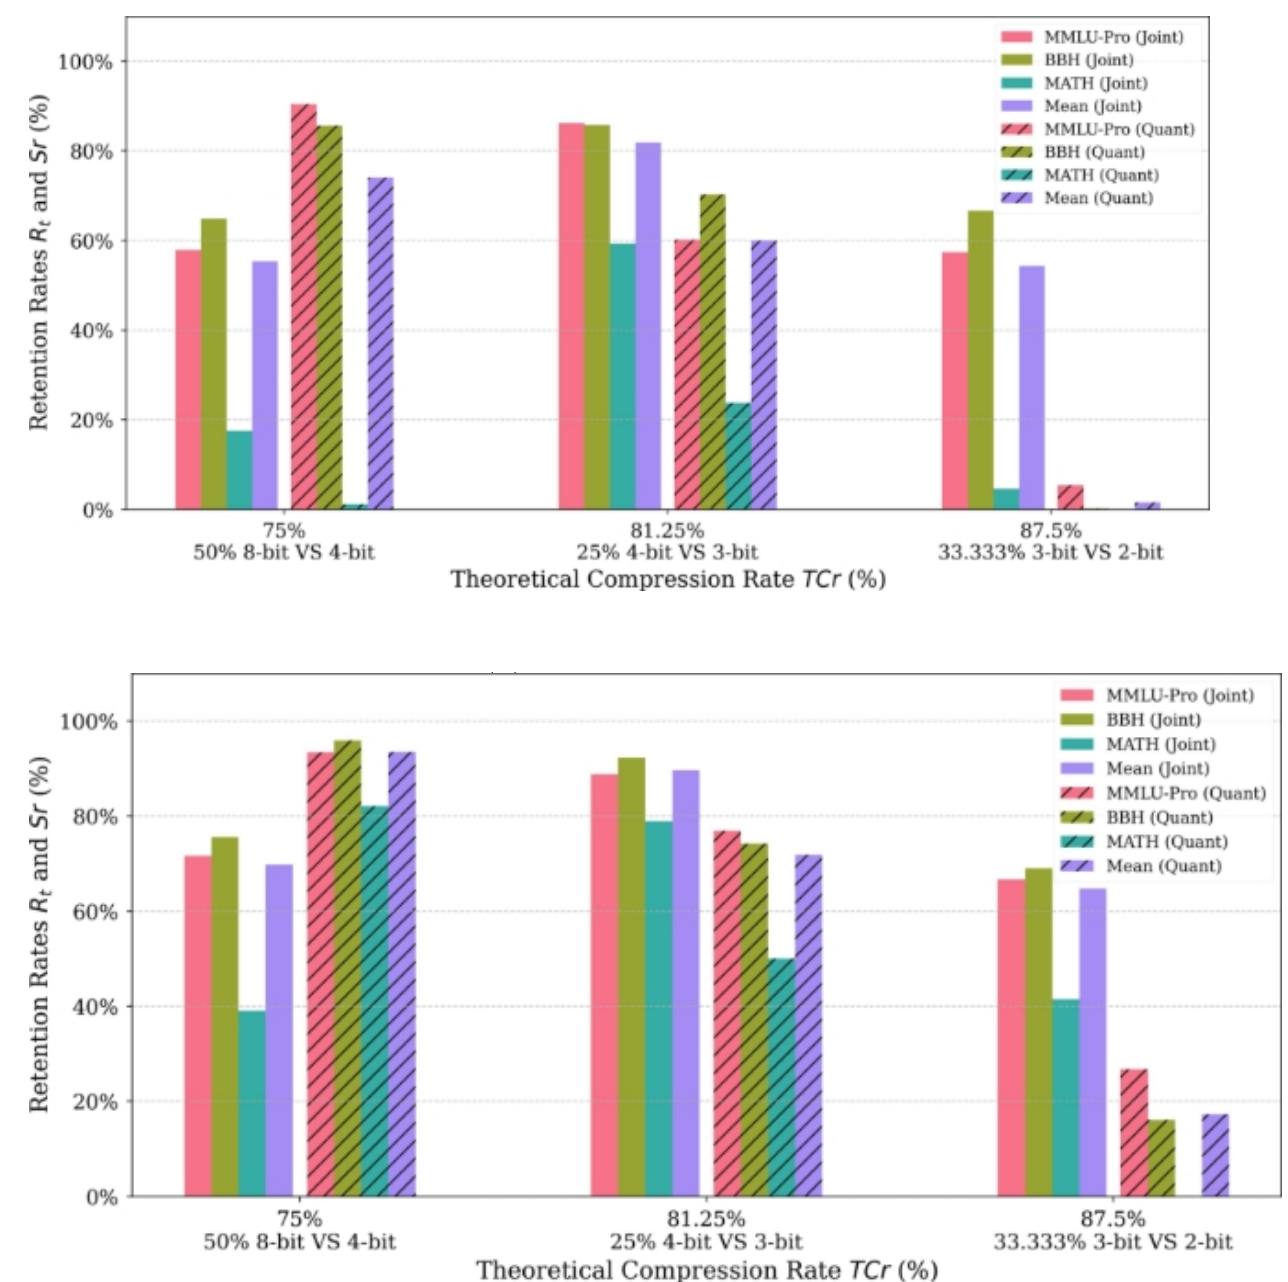 MMLU-Pro (Joint)
BBH (Joint)
MATH (Joint)
Mean (Joint)
MMLU-Pro (Quant)
BBH (Quant)
MATH (Quant)
Mean (Quant)
Retention Rates Rt and Sr (%)
100%
80%
60%
40%
20%
0%
75%
50% 8-bit VS 4-bit
81.25%
25% 4-bit VS 3-bit
87.5%
33.333% 3-bit VS 2-bit
Theoretical Compression Rate TCr (%)
MMLU-Pro (Joint)
BBH (Joint)
MATH (Joint)
Mean (Joint)
MMLU-Pro (Quant)
BBH (Quant)
MATH (Quant)
Mean (Quant)
Retention Rates Rt and Sr (%)
100%
80%
60%
40%
20%
0%
75%
50% 8-bit VS 4-bit
81.25%
25% 4-bit VS 3-bit
87.5%
33.333% 3-bit VS 2-bit
Theoretical Compression Rate TCr (%)